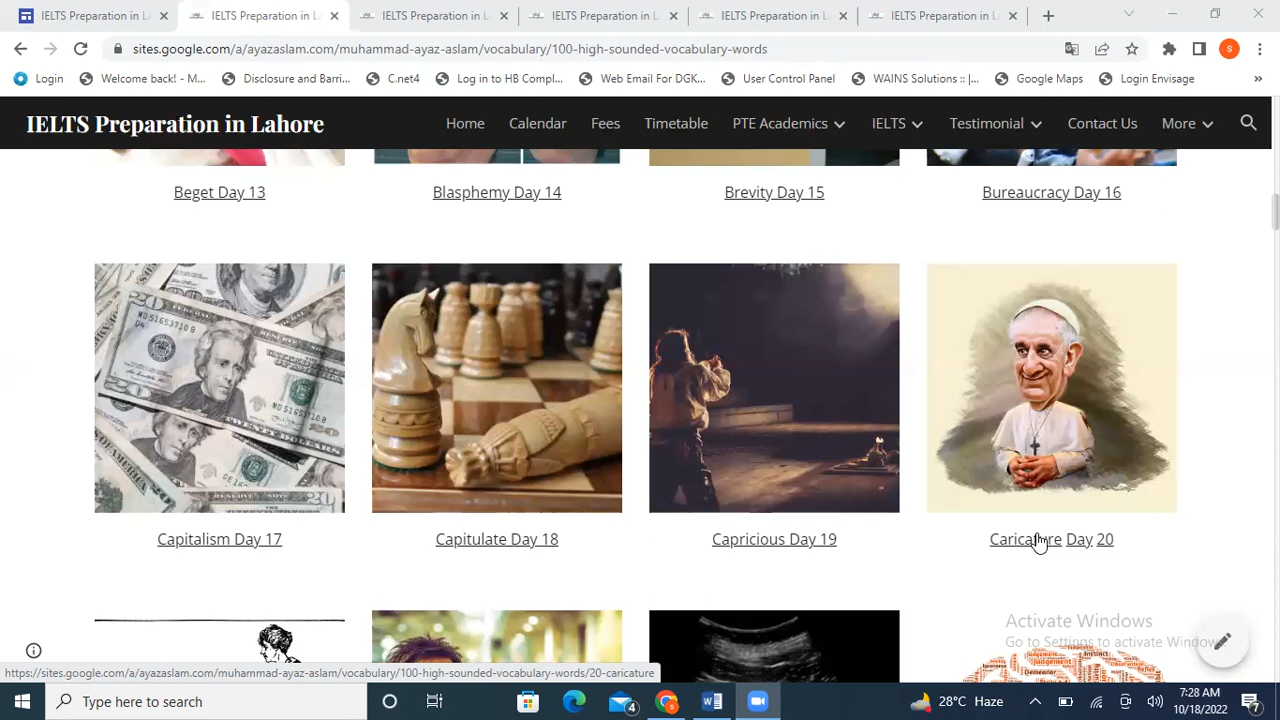 IELTS Preparation in L
IELTS Preparation in L
IELTS Preparation in Lahore
IELTS Preparation in Lahore
IELTS Preparation in Lahore
IELTS Preparation in Lahore
sites.google.com/a/ayazaslam.com/muhammad-ayaz-aslam/vocabulary/100-high-sounded-vocabulary-words
S
Login
Welcome back! - M...
Disclosure and Barri...
C.net4
Log in to HB Compl...
Web Email For DGK...
User Control Panel
WAINS Solutions :: |...
Google Maps
Login Envisage
»
IELTS Preparation in Lahore
Home Calendar Fees Timetable PTE Academics IELTS Testimonial Contact Us More
Beget Day 13 Blasphemy Day 14 Brevity Day 15 Bureaucracy Day 16
Capitalism Day 17 Capitulate Day 18 Capricious Day 19 Caricature Day 20
Activate Windows
Go to Settings to activate Windows.
https://sites.google.com/a/ayazaslam.com/muhammad-ayaz-aslam/vocabulary/100-high-sounded-vocabulary-words/20-caricature
Type here to search
4
28°C Haze
7:28 AM
10/18/2022
7